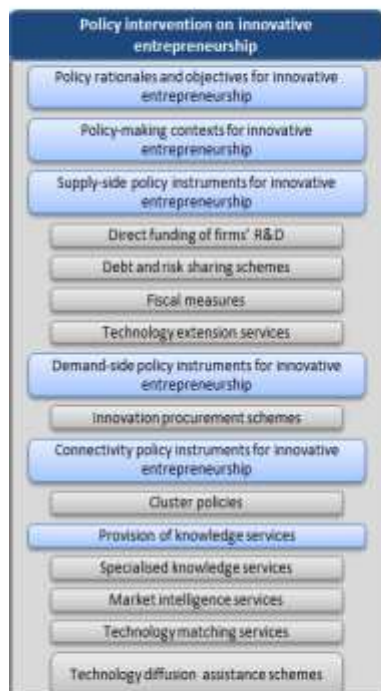 Policy intervention on innovative
entrepreneurship
Policy rationales and objectives for innovative
entrepreneurship
Policy-making contexts for innovative
entrepreneurship
Supply-side policy instruments for innovative
entrepreneurship
Direct funding of firms' R&D
Debt and risk sharing schemes
Fiscal measures
Technology extension services
Demand-side policy instruments for innovative
entrepreneurship
Innovation procurement schemes
Connectivity policy instruments for innovative
entrepreneurship
Cluster policies
Provision of knowledge services
Specialised knowledge services
Market intelligence services
Technology matching services
Technology diffusion assistance schemes